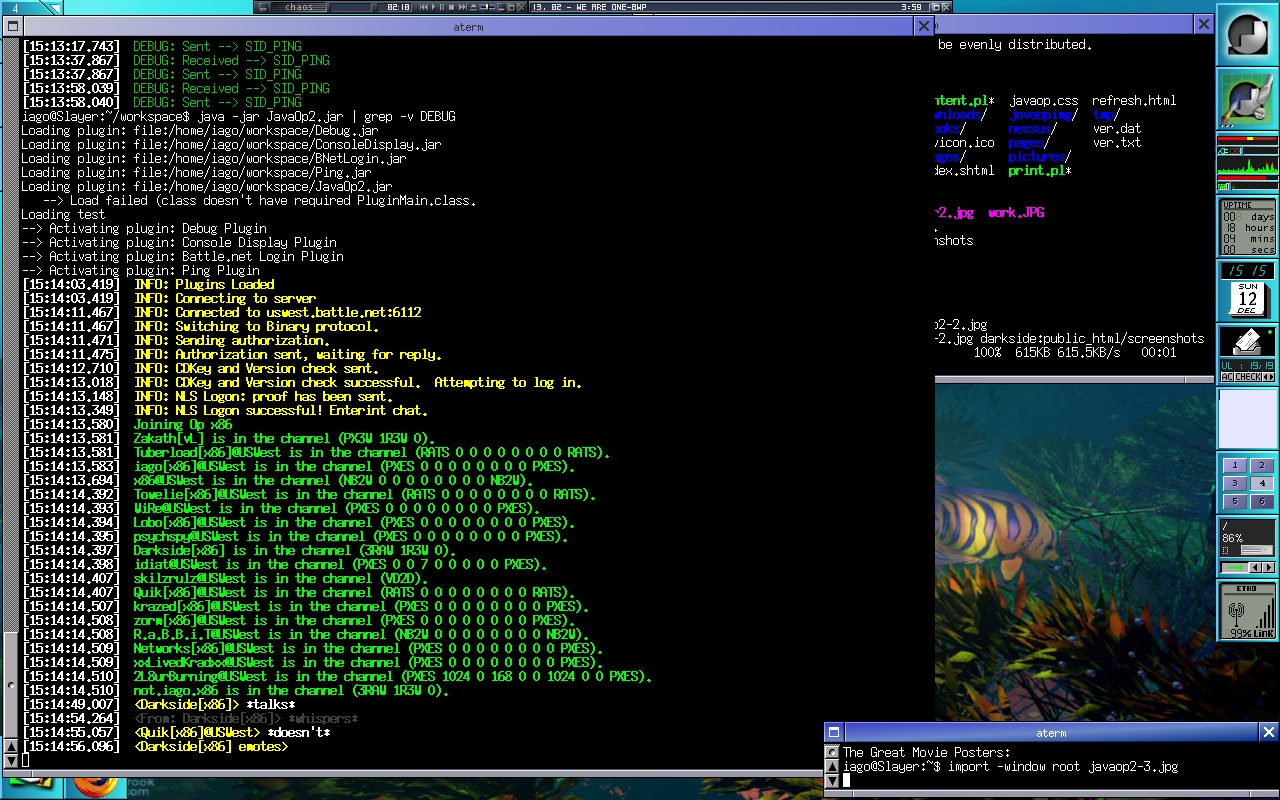 4
chaos
02:10
13. 02 - WE ARE ONE-BWP
3:59
aterm
[15:13:17.743] DEBUG: Sent --> SID_PING
[15:13:37.867] DEBUG: Received --> SID_PING
[15:13:37.867] DEBUG: Sent --> SID_PING
[15:13:58.039] DEBUG: Received --> SID_PING
[15:13:58.040] DEBUG: Sent --> SID_PING
iago@Slayer:~/workspace$ java -jar JavaOp2.jar | grep -v DEBUG
Loading plugin: file:/home/iago/workspace/Debug.jar
Loading plugin: file:/home/iago/workspace/ConsoleDisplay.jar
Loading plugin: file:/home/iago/workspace/BNetLogin.jar
Loading plugin: file:/home/iago/workspace/Ping.jar
Loading plugin: file:/home/iago/workspace/JavaOp2.jar
--> Load failed (class doesn't have required PluginMain.class.
Loading test
--> Activating plugin: Debug Plugin
--> Activating plugin: Console Display Plugin
--> Activating plugin: Battle.net Login Plugin
--> Activating plugin: Ping Plugin
[15:14:03.419] INFO: Plugins Loaded
[15:14:03.419] INFO: Connecting to server
[15:14:11.467] INFO: Connected to uswest.battle.net:6112
[15:14:11.467] INFO: Switching to Binary protocol.
[15:14:11.471] INFO: Sending authorization.
[15:14:11.475] INFO: Authorization sent, waiting for reply.
[15:14:12.710] INFO: CDKey and Version check sent.
[15:14:13.018] INFO: CDKey and Version check successful. Attempting to log in.
[15:14:13.148] INFO: NLS Logon: proof has been sent.
[15:14:13.349] INFO: NLS Logon successful! Enterint chat.
[15:14:13.580] Joining Op x86
[15:14:13.581] Zakath[vL] is in the channel (PX3W 1R3W 0).
[15:14:13.581] Tuberload[x86]@USWest is in the channel (RATS 0 0 0 0 0 0 0 0 RATS).
[15:14:13.583] iago[x86]@USWest is in the channel (PXES 0 0 0 0 0 0 0 0 PXES).
[15:14:13.694] x86@USWest is in the channel (NB2W 0 0 0 0 0 0 0 0 NB2W).
[15:14:14.392] Towelie[x86]@USWest is in the channel (RATS 0 0 0 0 0 0 0 0 RATS).
[15:14:14.393] WiRe@USWest is in the channel (PXES 0 0 0 0 0 0 0 0 PXES).
[15:14:14.394] Lobo[x86]@USWest is in the channel (PXES 0 0 0 0 0 0 0 0 PXES).
[15:14:14.395] psychspy@USWest is in the channel (PXES 0 0 0 0 0 0 0 0 PXES).
[15:14:14.397] Darkside[x86] is in the channel (3RAW 1R3W 0).
[15:14:14.398] idiat@USWest is in the channel (PXES 0 0 7 0 0 0 0 0 PXES).
[15:14:14.407] skilzrulz@USWest is in the channel (VD2D).
[15:14:14.407] Quik[x86]@USWest is in the channel (RATS 0 0 0 0 0 0 0 0 RATS).
[15:14:14.507] krazed[x86]@USWest is in the channel (PXES 0 0 0 0 0 0 0 0 PXES).
[15:14:14.508] zorm[x86]@USWest is in the channel (PXES 0 0 0 0 0 0 0 0 PXES).
[15:14:14.508] R.a.B.B.i.T@USWest is in the channel (NB2W 0 0 0 0 0 0 0 0 NB2W).
[15:14:14.509] Networks[x86]@USWest is in the channel (PXES 0 0 0 0 0 0 0 0 PXES).
[15:14:14.509] xxLivedKradxx@USWest is in the channel (PXES 0 0 0 0 0 0 0 0 PXES).
[15:14:14.510] 2L8urBurning@USWest is in the channel (PXES 1024 0 168 0 0 1024 0 0 PXES).
[15:14:14.510] not.iago.x86 is in the channel (3RAW 1R3W 0).
[15:14:49.007] <Darkside[x86]> *talks*
[15:14:54.264] <From: Darkside[x86]> *whispers*
[15:14:55.057] <Quik[x86]@USWest> *doesn't*
[15:14:56.096] <Darkside[x86] emotes>
be evenly distributed.
ntent.pl* javaop.css refresh.html
wnloads/ javaopimg/ tmp/
ooks/ nessus/ ver.dat
vicon.ico pages/ ver.txt
ages/ pictures/
dex.shtml print.pl*
-2.jpg work.JPG
nshots
p2-2.jpg
-2.jpg darkside:public_html/screenshots
100% 615KB 615.5KB/s 00:01
UPTIME
00 days
18 hours
04 mins
00 secs
15 15
SUN
12
DEC
UL : 19/19
AC CHECK
1 2
3 4
5 6
/
86%
ETH0
99% Link
rook
.com
aterm
The Great Movie Posters:
iago@Slayer:~$ import -window root javaop2-3.jpg